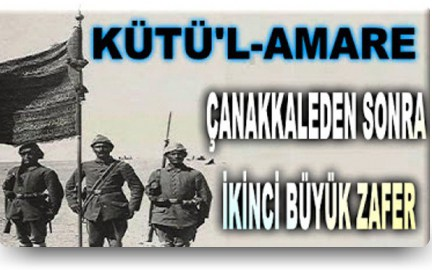 KÜTÜ'L-AMARE
ÇANAKKALEDEN SONRA
İKİNCİ BÜYÜK ZAFER